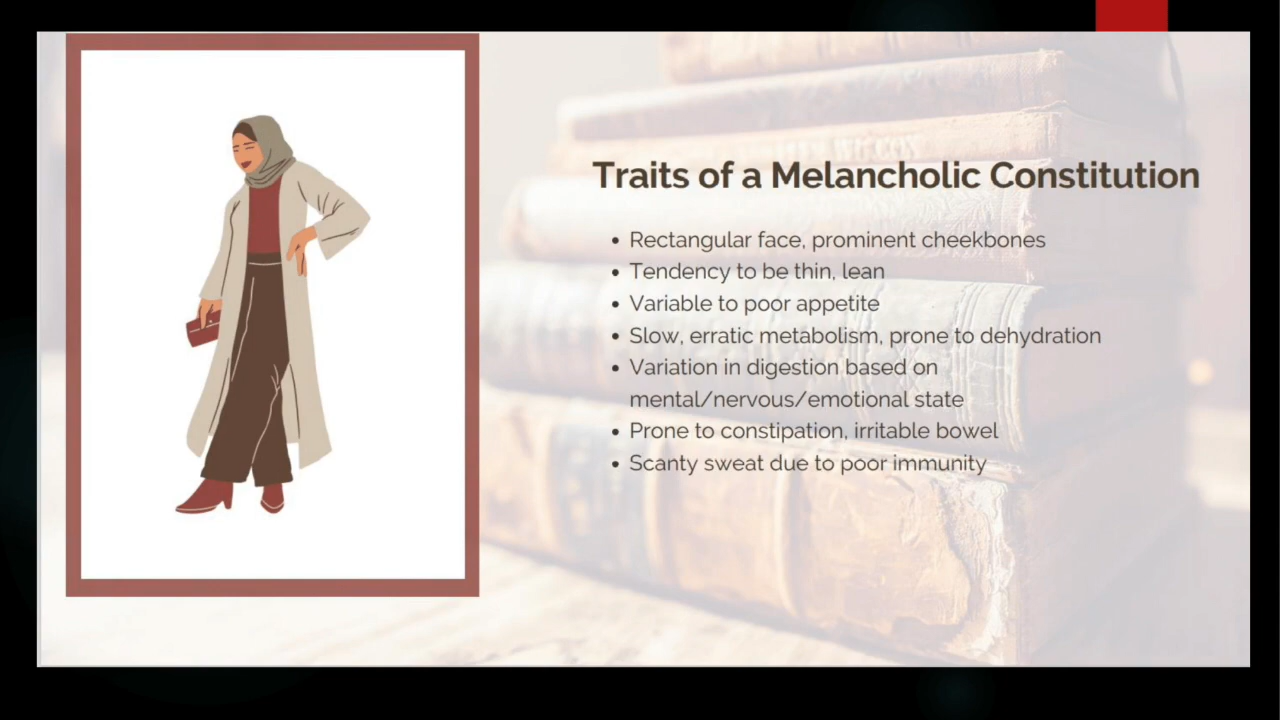 Traits of a Melancholic Constitution
• Rectangular face, prominent cheekbones
• Tendency to be thin, lean
• Variable to poor appetite
• Slow, erratic metabolism, prone to dehydration
• Variation in digestion based on
mental/nervous/emotional state
• Prone to constipation, irritable bowel
• Scanty sweat due to poor immunity